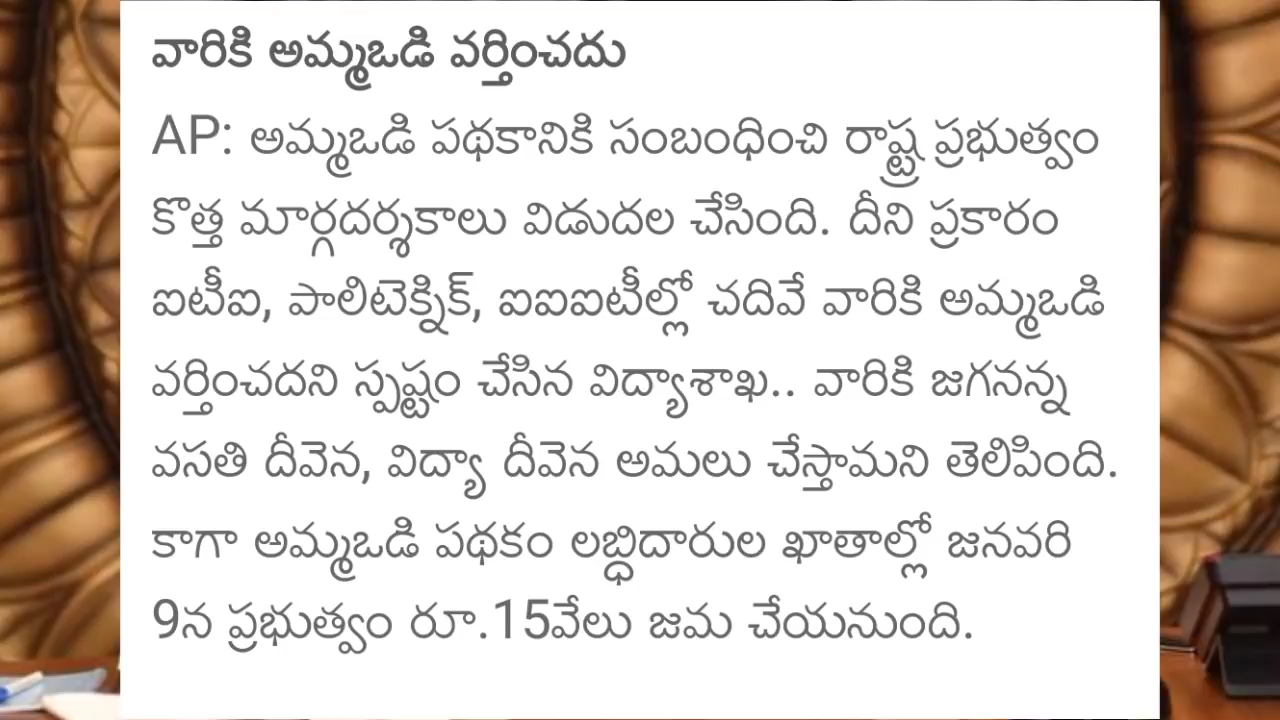 వారికి అమ్మఒడి వర్తించదు
AP: అమ్మఒడి పథకానికి సంబంధించి రాష్ట్ర ప్రభుత్వం
కొత్త మార్గదర్శకాలు విడుదల చేసింది. దీని ప్రకారం
ఐటీఐ, పాలిటెక్నిక్, ఐఐఐటీల్లో చదివే వారికి అమ్మఒడి
వర్తించదని స్పష్టం చేసిన విద్యాశాఖ.. వారికి జగనన్న
వసతి దీవెన, విద్యా దీవెన అమలు చేస్తామని తెలిపింది.
కాగా అమ్మఒడి పథకం లబ్ధిదారుల ఖాతాల్లో జనవరి
9న ప్రభుత్వం రూ.15వేలు జమ చేయనుంది.